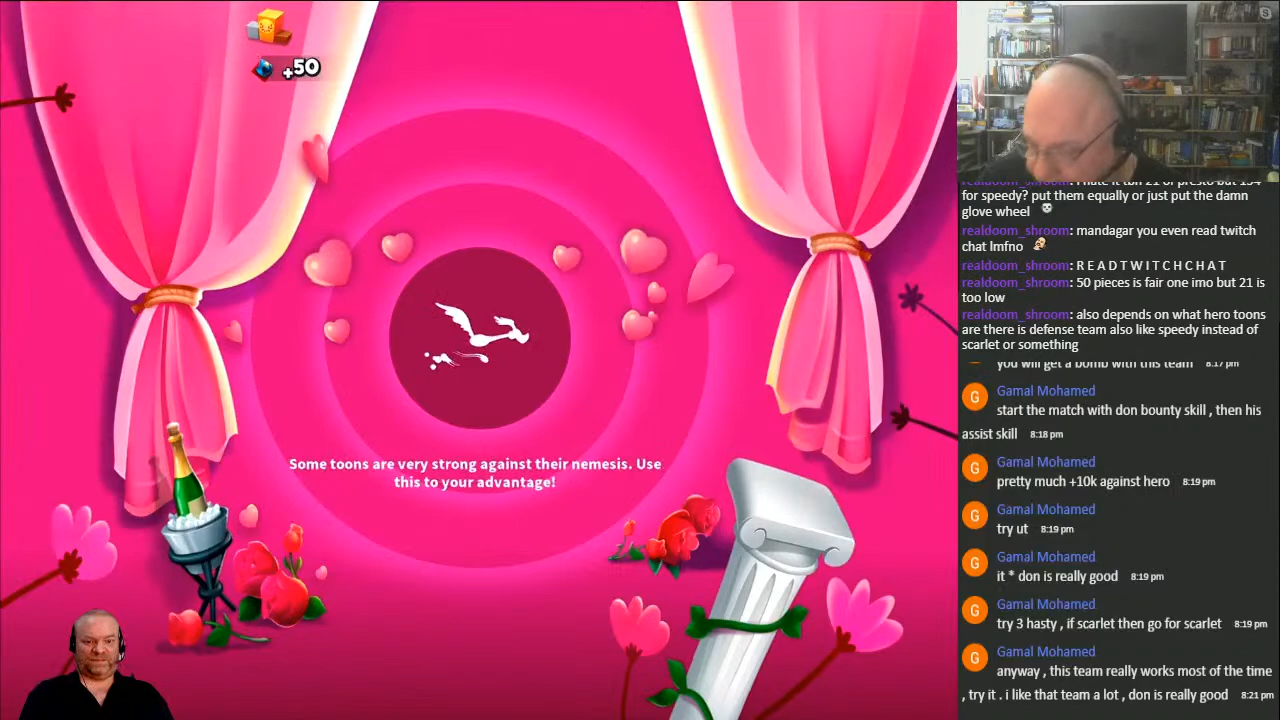 +50
Some toons are very strong against their nemesis. Use
this to your advantage!
for speedy? put them equally or just put the damn
glove wheel
realdoom_shroom: mandagar you even read twitch
chat lmfno
realdoom_shroom: R E A D T W I T C H C H A T
realdoom_shroom: 50 pieces is fair one imo but 21 is
too low
realdoom_shroom: also depends on what hero toons
are there is defense team also like speedy instead of
scarlet or something
you will get a bomb with this team 8:17 pm
G
Gamal Mohamed
start the match with don bounty skill , then his
assist skill 8:18 pm
G
Gamal Mohamed
pretty much +10k against hero 8:19 pm
G
Gamal Mohamed
try ut 8:19 pm
G
Gamal Mohamed
it * don is really good 8:19 pm
G
Gamal Mohamed
try 3 hasty , if scarlet then go for scarlet 8:19 pm
G
Gamal Mohamed
anyway , this team really works most of the time
, try it . i like that team a lot , don is really good 8:21 pm